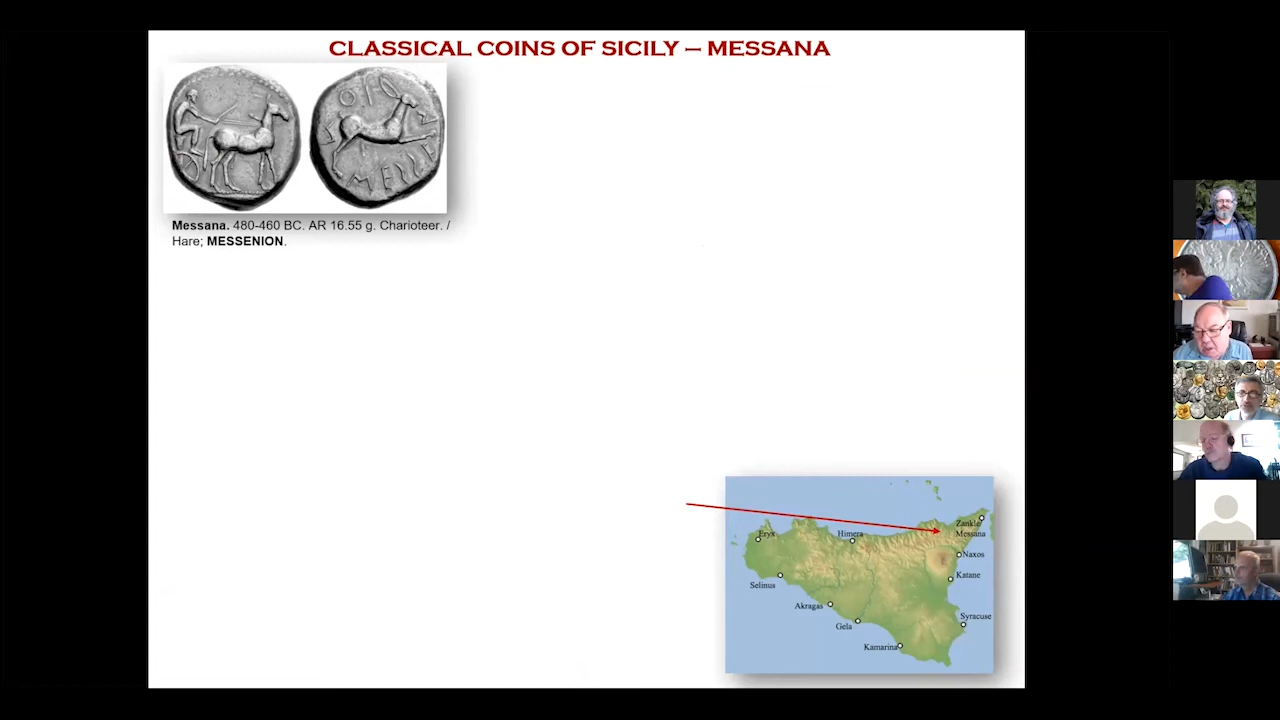 CLASSICAL COINS OF SICILY – MESSANA
Messana. 480-460 BC. AR 16.55 g. Charioteer. /
Hare; MESSENION.
Zankle
Messana
Eryx
Himera
Naxos
Katane
Selinus
Akragas
Syracuse
Gela
Kamarina